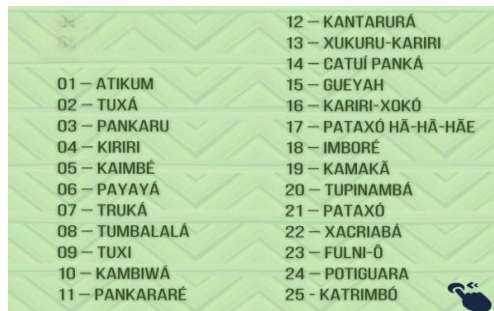 01 – ATIKUM
02 – TUXÁ
03 – PANKARU
04 – KIRIRI
05 – KAIMBÉ
06 – PAYAYÁ
07 – TRUKÁ
08 – TUMBALALÁ
09 – TUXI
10 – KAMBIWÁ
11 – PANKARARÉ
12 – KANTARURÁ
13 – XUKURU-KARIRI
14 – CATUÍ PANKÁ
15 – GUEYAH
16 – KARIRI-XOKÓ
17 – PATAXÓ HÃ-HÃ-HÃE
18 – IMBORÉ
19 – KAMAKÃ
20 – TUPINAMBÁ
21 – PATAXÓ
22 – XACRIABÁ
23 – FULNI-Ô
24 – POTIGUARA
25 - KATRIMBÓ